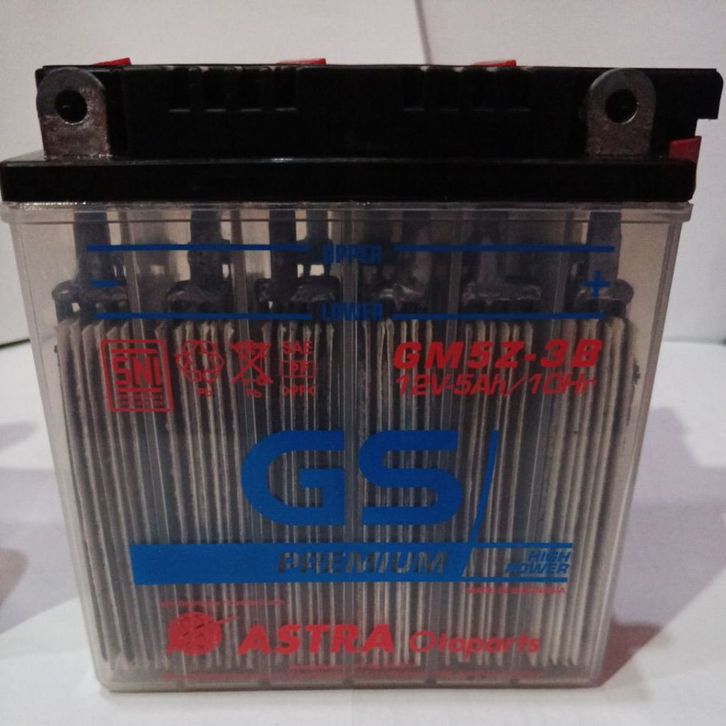 UPPER
- +
LOWER
SNI
GM5Z-3B
12V-5Ah/10Hr
GS
PREMIUM
HIGH
POWER
ASTRA Otoparts